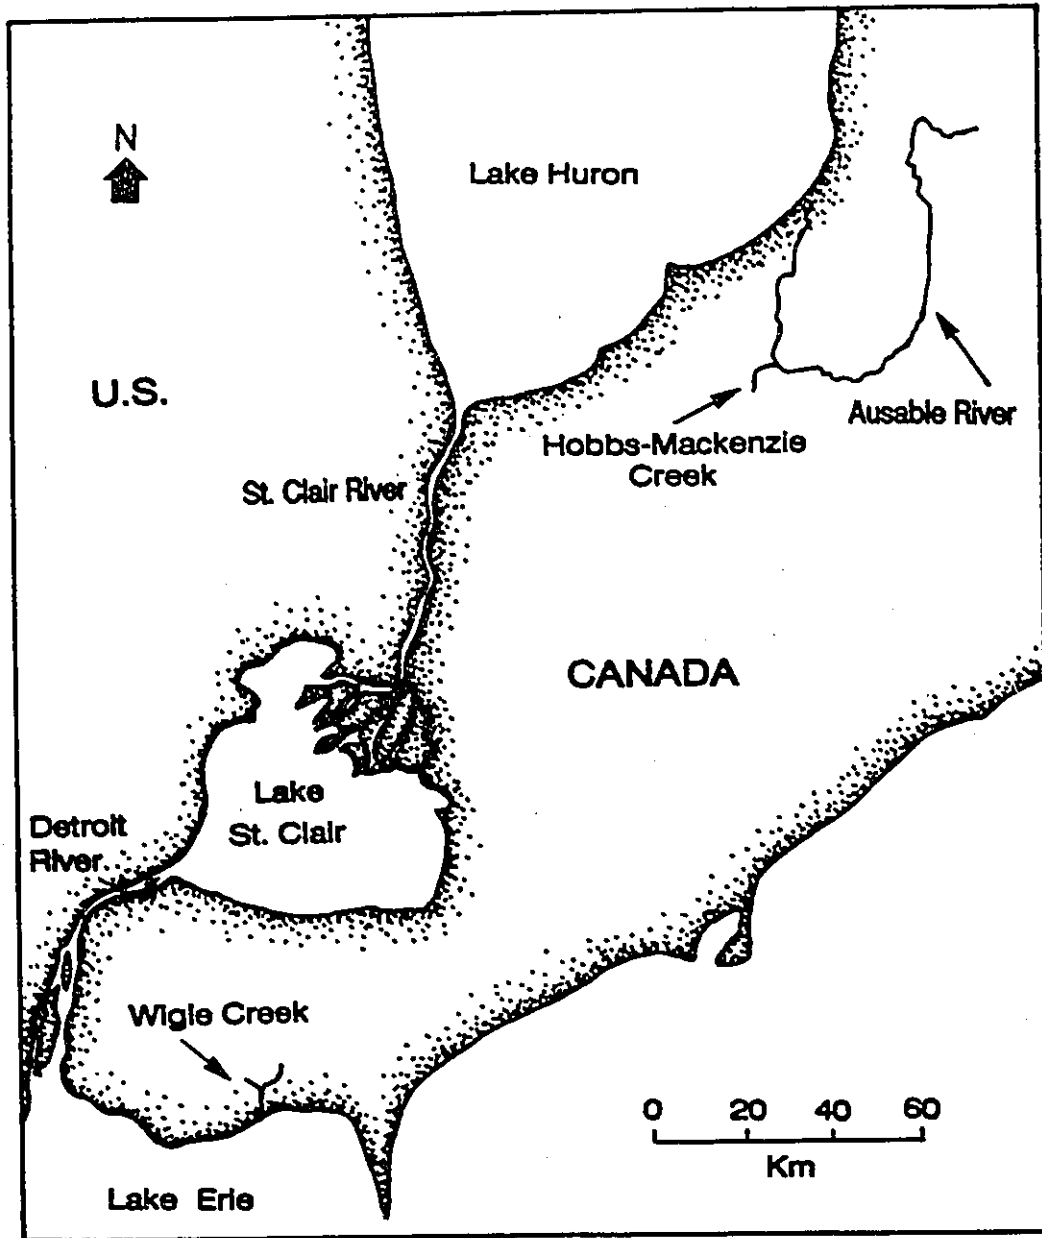 N
Lake Huron
U.S.
Ausable River
Hobbs-Mackenzie
Creek
St. Clair River
CANADA
Lake
St. Clair
Detroit
River
Wigle Creek
0 20 40 60
Km
Lake Erie